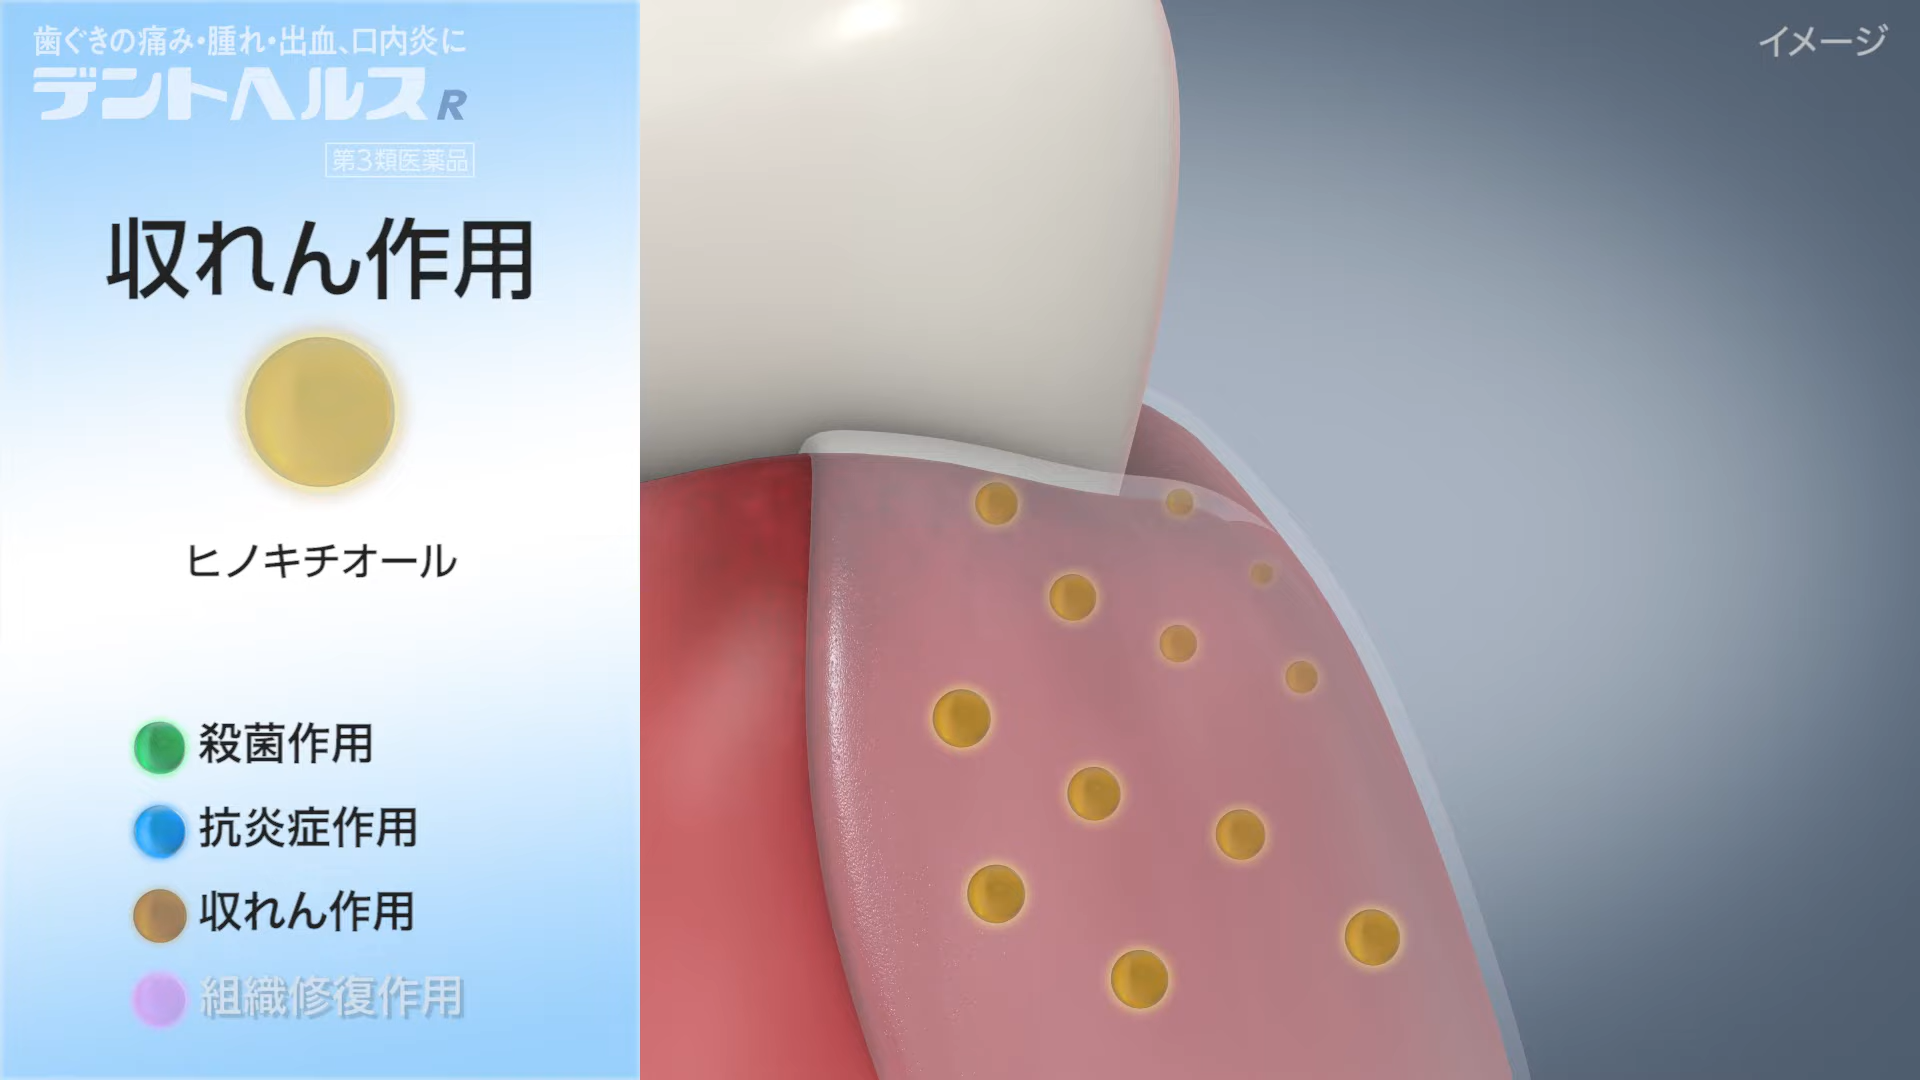 歯ぐきの痛み・腫れ・出血、口内炎に
デントヘルスR
第3類医薬品
収れん作用
ヒノキチオール
殺菌作用
抗炎症作用
収れん作用
組織修復作用
イメージ